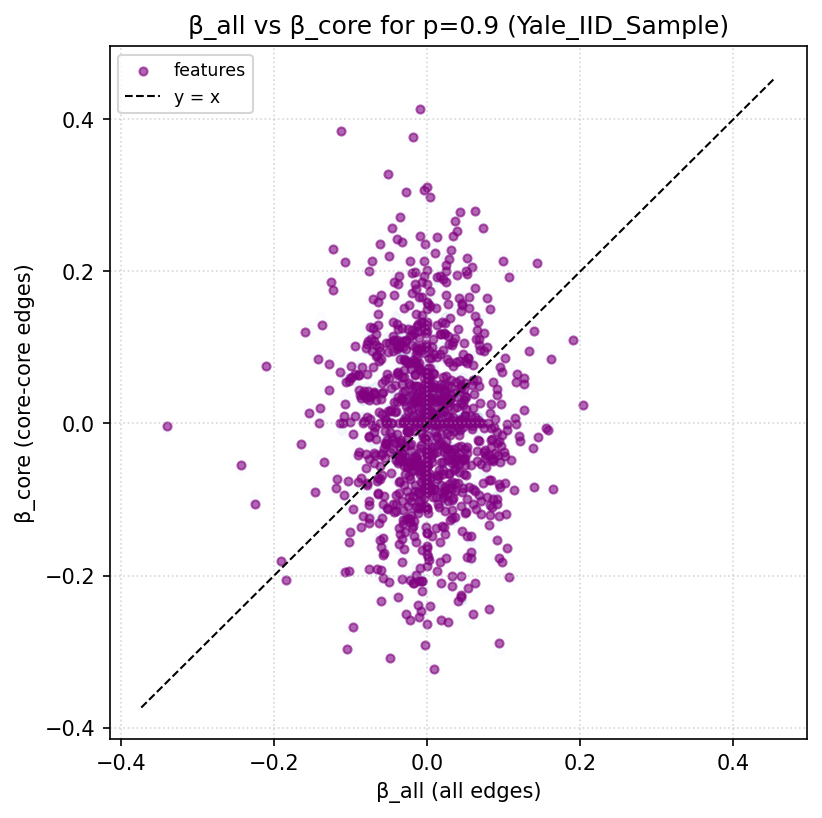 β_all vs β_core for p=0.9 (Yale_IID_Sample)
features
y = x
β_core (core-core edges)
0.4
0.2
0.0
−0.2
−0.4
−0.4
−0.2
0.0
0.2
0.4
β_all (all edges)